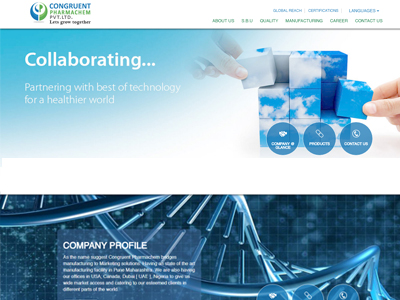 CONGRUENT
PHARMACHEM
PVT.LTD.
Lets grow together
GLOBAL REACH
CERTIFICATIONS
LANGUAGES
ABOUT US
S.B.U
QUALITY
MANUFACTURING
CAREER
CONTACT US
Collaborating...
Partnering with best of technology
for a healthier world
COMPANY @
GLANCE
PRODUCTS
CONTACT US
COMPANY PROFILE
As the name suggest Congruent Pharmachem bridges
manufacturing to Marketing solutions. Having an state of the art
manufacturing facility in Pune Maharashtra. We are also having
our offices in USA, Canada, Dubai [ UAE ], Nigeria to give us
wide market access and catering to our esteemed clients in
different parts of the world.